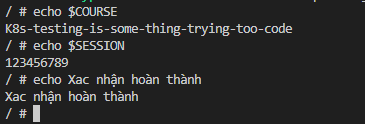 / # echo $COURSE
K8s-testing-is-some-thing-trying-too-code
/ # echo $SESSION
123456789
/ # echo Xac nhận hoàn thành
Xac nhận hoàn thành
/ #